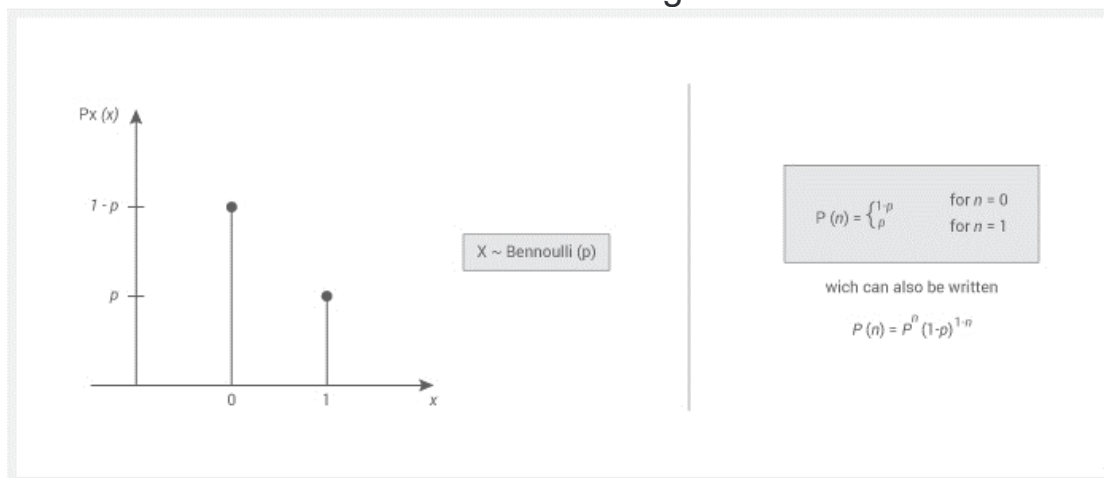 Px (x)
1 - p
p
0 1 x
X ~ Bennoulli (p)
P (n) = { 1-p for n = 0
p for n = 1
wich can also be written
P (n) = P^n (1-p)^1-n